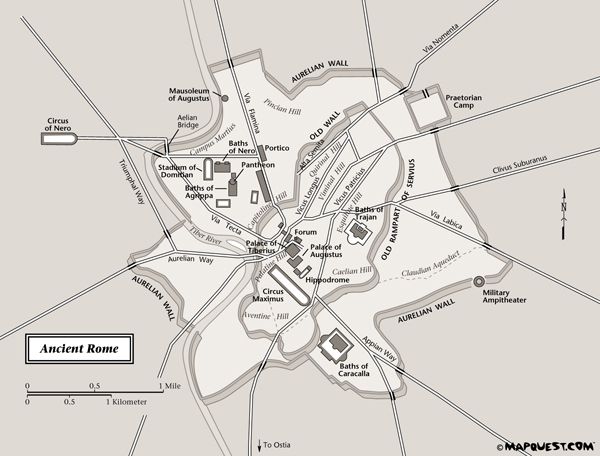 Via Nomenta
AURELIAN WALL
Mausoleum
of Augustus
Praetorian
Camp
Via Flamina
Pincian Hill
Aelian
Bridge
Circus
of Nero
OLD WALL
Campus Martius
Baths
of Nero
Portico
Alta Semita
Quirinal Hill
Clivus Suburanus
Pantheon
Stadium of
Domitian
Viminal Hill
Triumphal Way
Baths of
Agrippa
Vicus Longus
Vicus Patricius
OLD RAMPART OF SERVIUS
Capitoline Hill
Esquiline Hill
Baths of
Trajan
Via Labica
Via Tecta
Tiber River
Forum
Palace of
Tiberius
Palace of
Augustus
Aurelian Way
Palatine Hill
Claudian Aqueduct
Hippodrome
Caelian Hill
AURELIAN
WALL
Circus
Maximus
Military
Ampitheater
Aventine Hill
AURELIAN WALL
Ancient Rome
Appian Way
Baths of
Caracalla
0 0.5 1 Mile
0 0.5 1 Kilometer
N
To Ostia
© MAPQUEST.COM